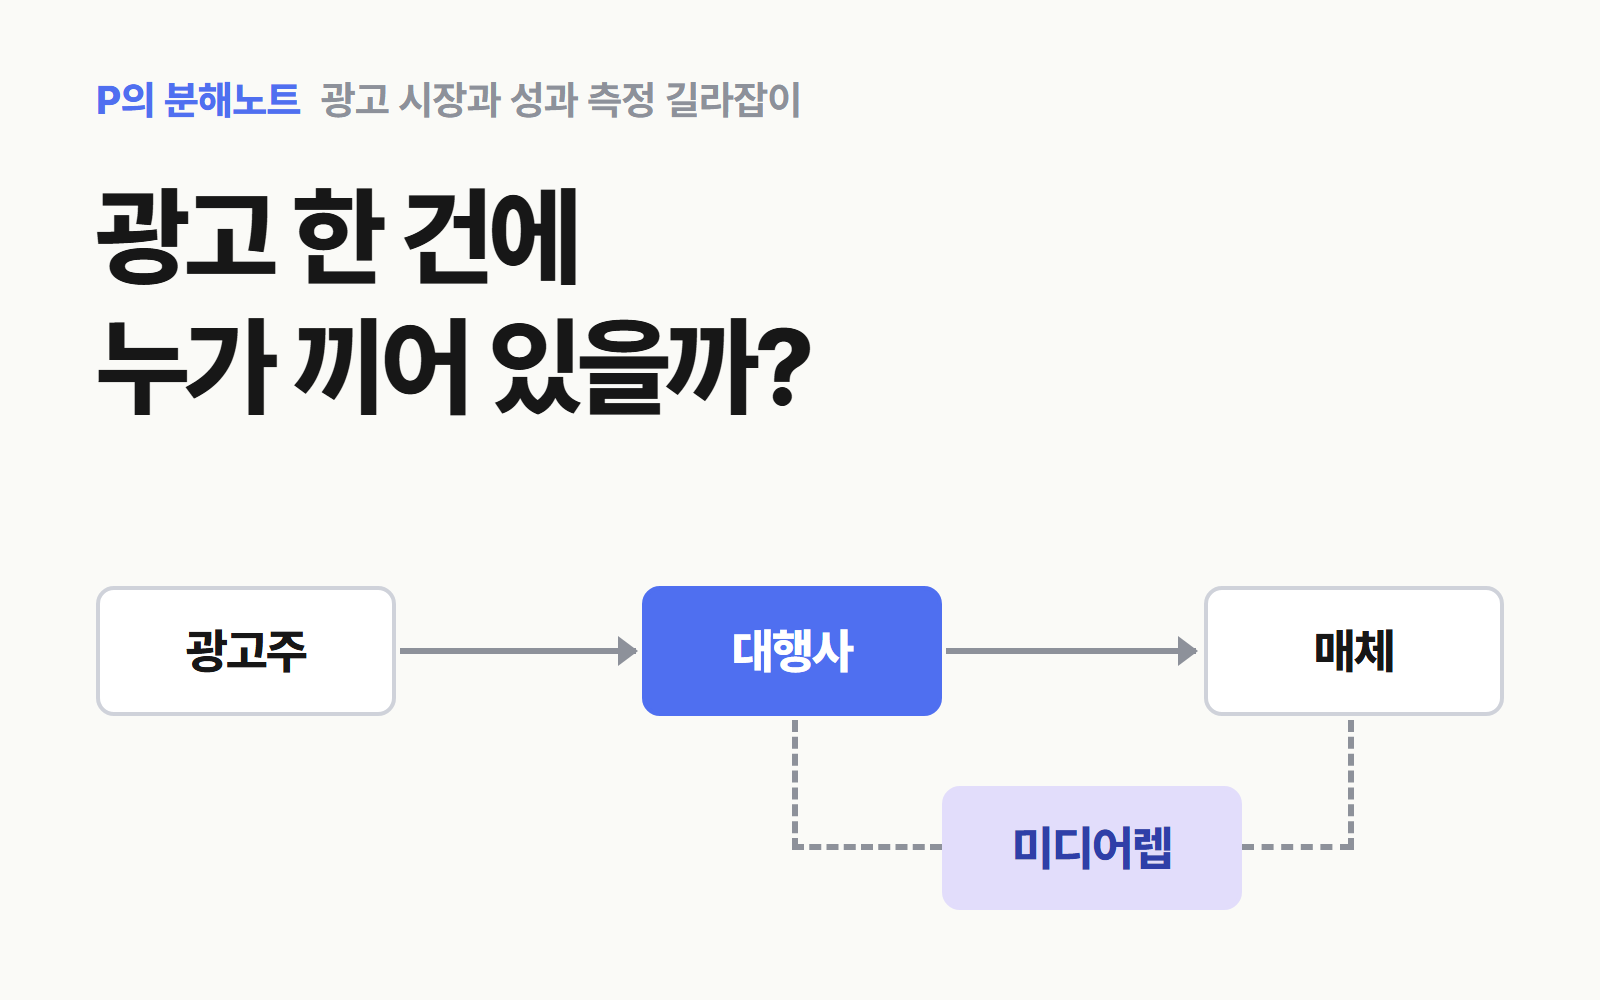 P의 분해노트 광고 시장과 성과 측정 길라잡이
광고 한 건에
누가 끼어 있을까?
광고주
대행사
매체
미디어렙